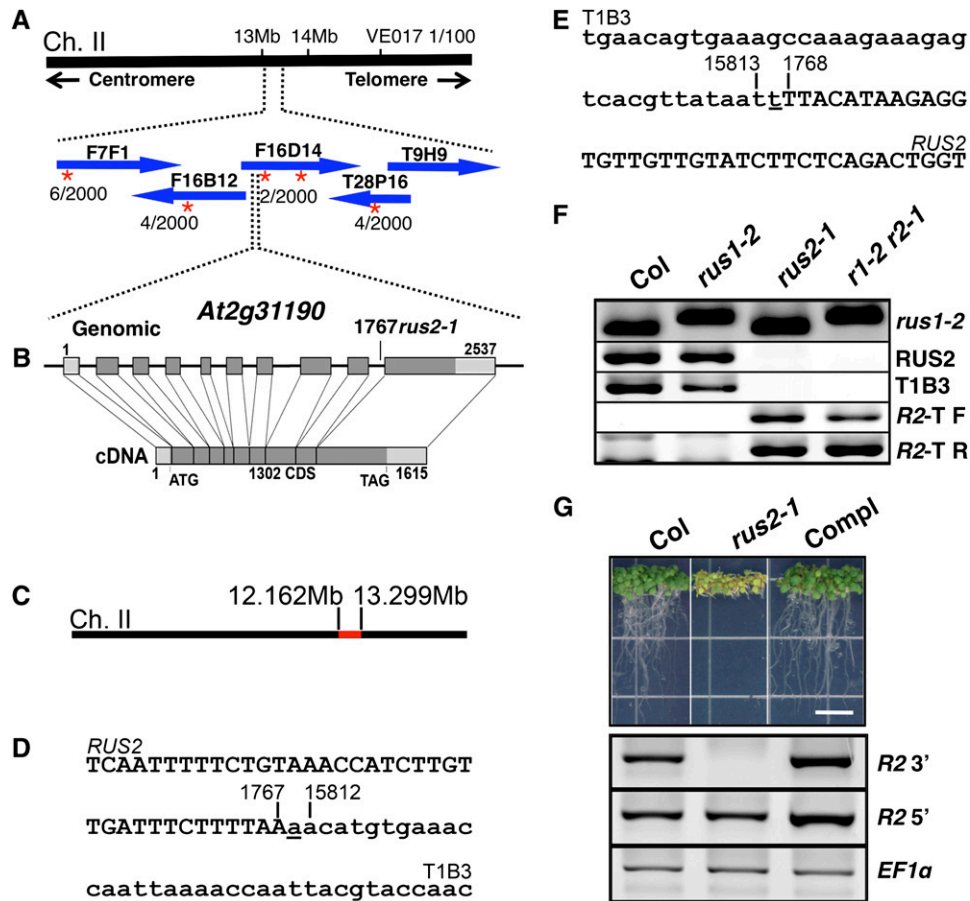 A
Ch. II
13Mb 14Mb VE017 1/100
Centromere
Telomere
F7F1
F16D14
T9H9
*
* *
6/2000
F16B12
2/2000
T28P16
*
*
4/2000
4/2000
At2g31190
Genomic
1767 rus2-1
B
1
2537
cDNA
1
ATG
1302 CDS
TAG
1615
C
12.162Mb 13.299Mb
Ch. II
D
RUS2
TCAATTTTTCTGTAAACCATCTTGT
1767 15812
TGATTTCTTTTAAaacatgtgaaac
T1B3
caattaaaaccaattacgtaccaac
E
T1B3
tgaacagtgaaagccaaagaaagag
15813 1768
tcacgttataattTTACATAAGAGG
RUS2
TGTTGTTGTATCTTCTCAGACTGGT
F
Col rus1-2 rus2-1 r1-2 r2-1
rus1-2
RUS2
T1B3
R2-T F
R2-T R
G
Col rus2-1 Compl
R2 3'
R2 5'
EF1α